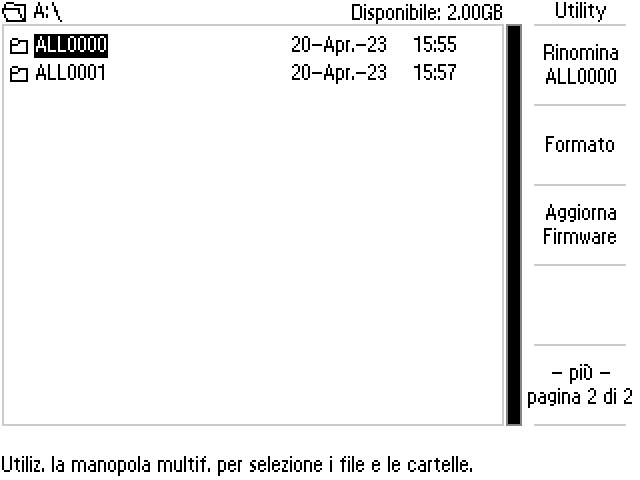 A:\ Disponibile: 2.00GB Utility
ALL0000 20-Apr.-23 15:55
ALL0001 20-Apr.-23 15:57
Rinomina
ALL0000
Formato
Aggiorna
Firmware
- più -
pagina 2 di 2
Utiliz. la manopola multif. per selezione i file e le cartelle.